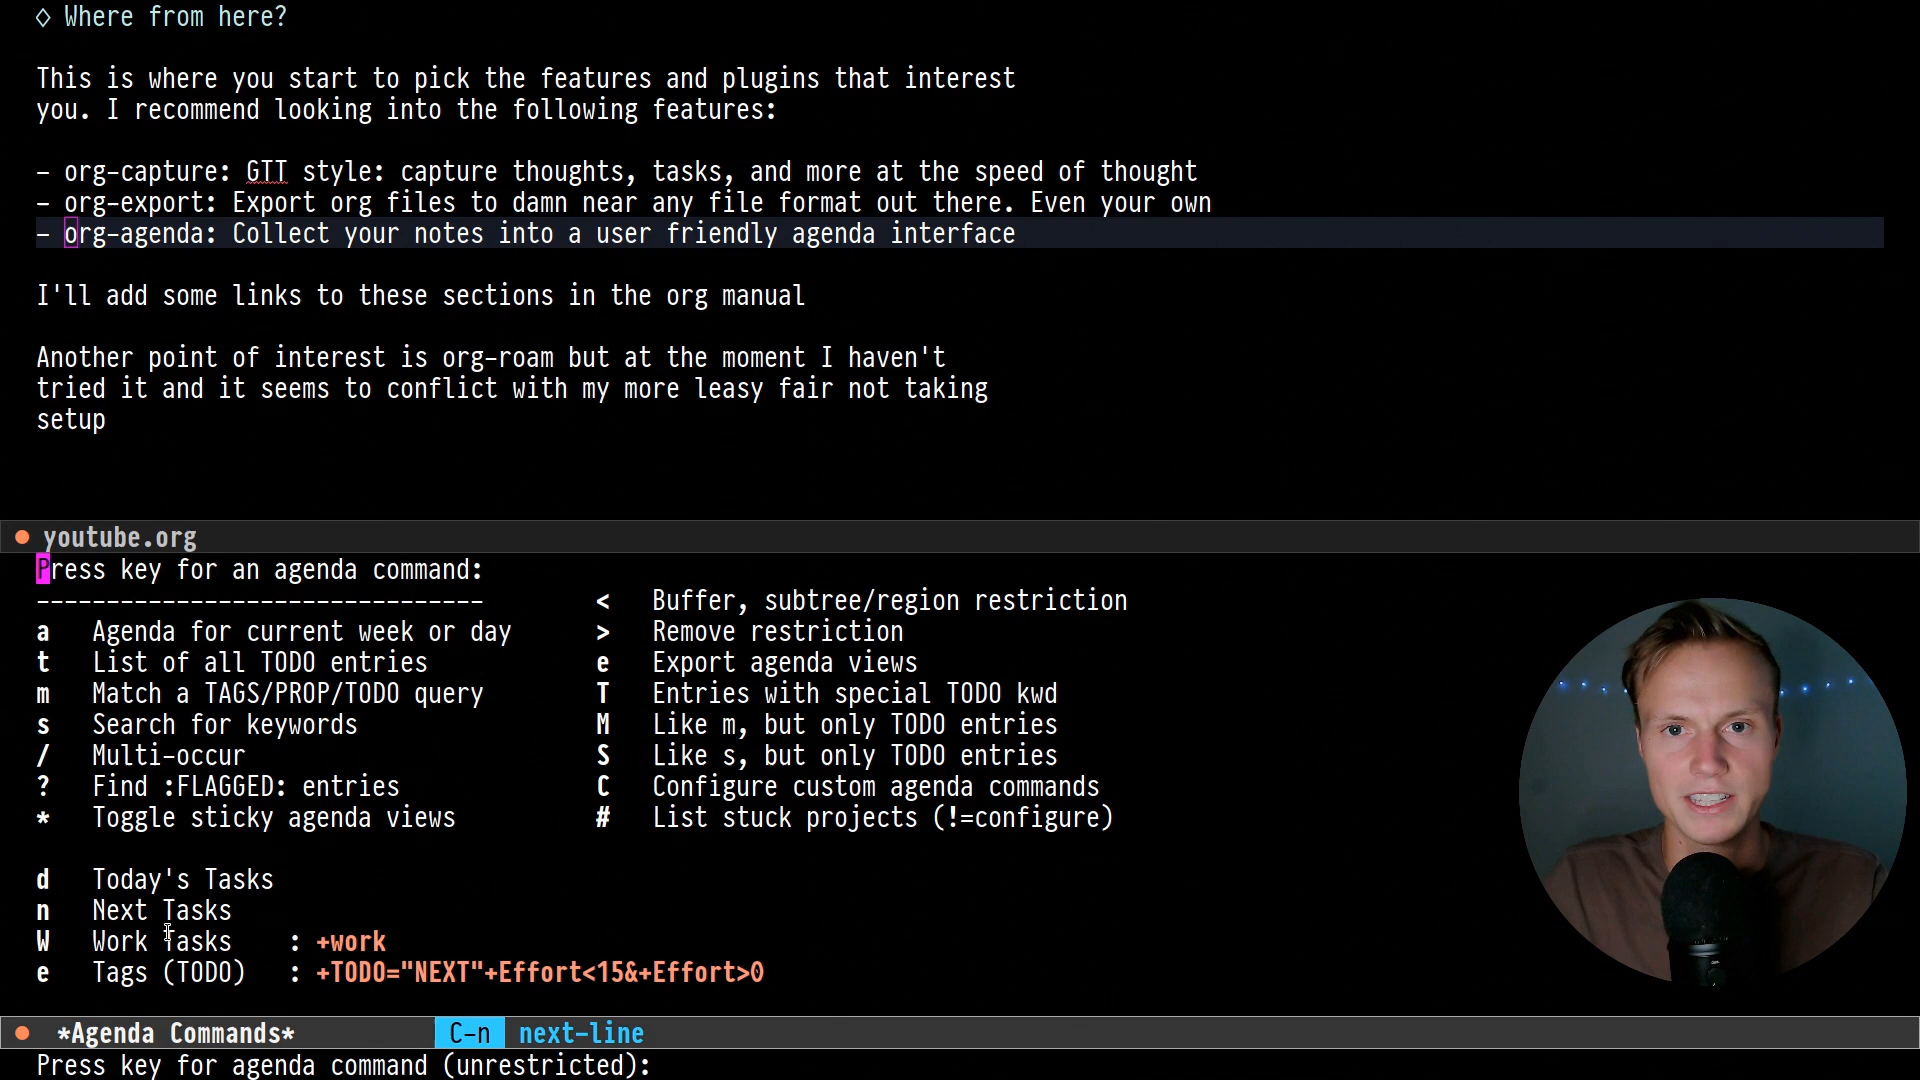 ◇ Where from here?
This is where you start to pick the features and plugins that interest
you. I recommend looking into the following features:
– org-capture: GTT style: capture thoughts, tasks, and more at the speed of thought
– org-export: Export org files to damn near any file format out there. Even your own
– org-agenda: Collect your notes into a user friendly agenda interface
I'll add some links to these sections in the org manual
Another point of interest is org-roam but at the moment I haven't
tried it and it seems to conflict with my more leasy fair not taking
setup
youtube.org
Press key for an agenda command:
-------------------------------- < Buffer, subtree/region restriction
a Agenda for current week or day > Remove restriction
t List of all TODO entries e Export agenda views
m Match a TAGS/PROP/TODO query T Entries with special TODO kwd
s Search for keywords M Like m, but only TODO entries
/ Multi-occur S Like s, but only TODO entries
? Find :FLAGGED: entries C Configure custom agenda commands
* Toggle sticky agenda views # List stuck projects (!=configure)
d Today's Tasks
n Next Tasks
W Work Tasks : +work
e Tags (TODO) : +TODO="NEXT"+Effort<15&+Effort>0
*Agenda Commands* C-n next-line
Press key for agenda command (unrestricted):